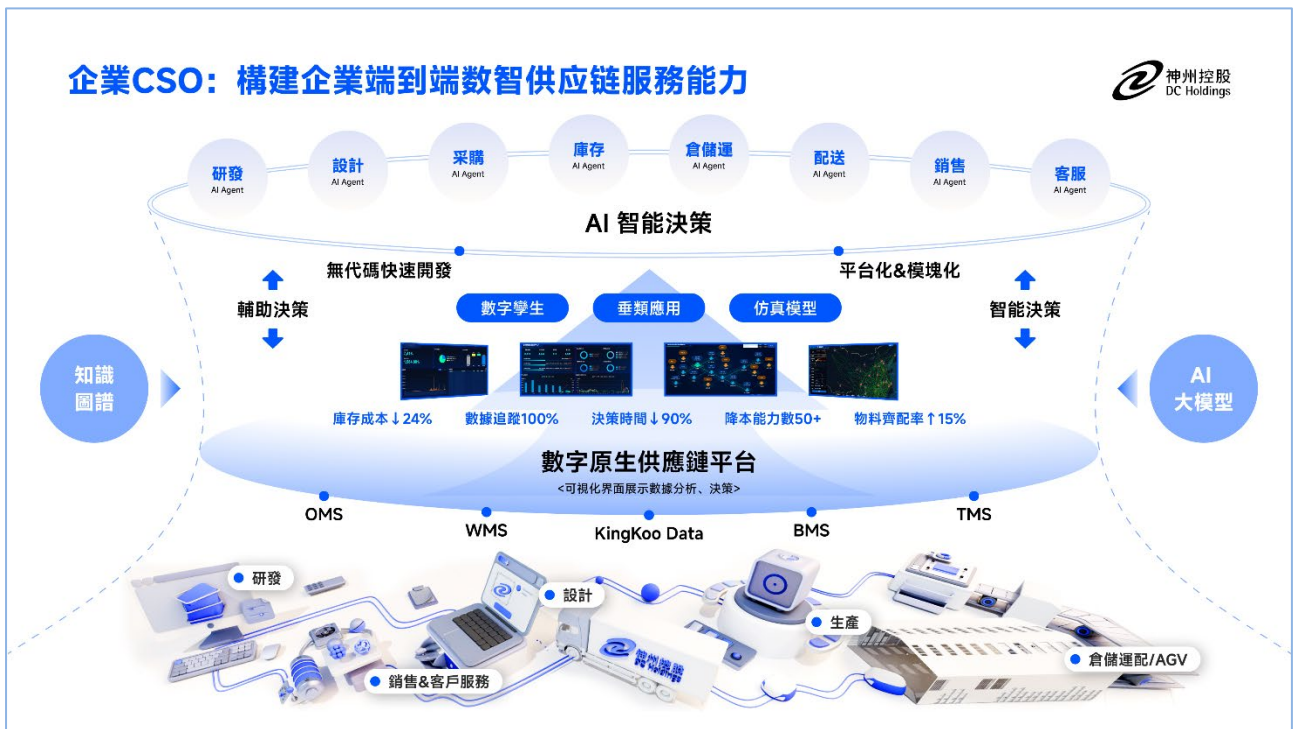 企業CSO：構建企業端到端数智供应链服務能力
神州控股
DC Holdings
研發
AI Agent
設計
AI Agent
采購
AI Agent
庫存
AI Agent
倉儲運
AI Agent
配送
AI Agent
銷售
AI Agent
客服
AI Agent
AI 智能決策
無代碼快速開發
平台化&模塊化
輔助決策
智能決策
數字孿生
垂類應用
仿真模型
知識
圖譜
AI
大模型
庫存成本↓24%
數據追蹤100%
決策時間↓90%
降本能力數50+
物料齊配率↑15%
數字原生供應鏈平台
<可視化界面展示數據分析、決策>
OMS
WMS
KingKoo Data
BMS
TMS
研發
設計
生產
銷售&客戶服務
倉儲運配/AGV
神州控股
DC Holdings